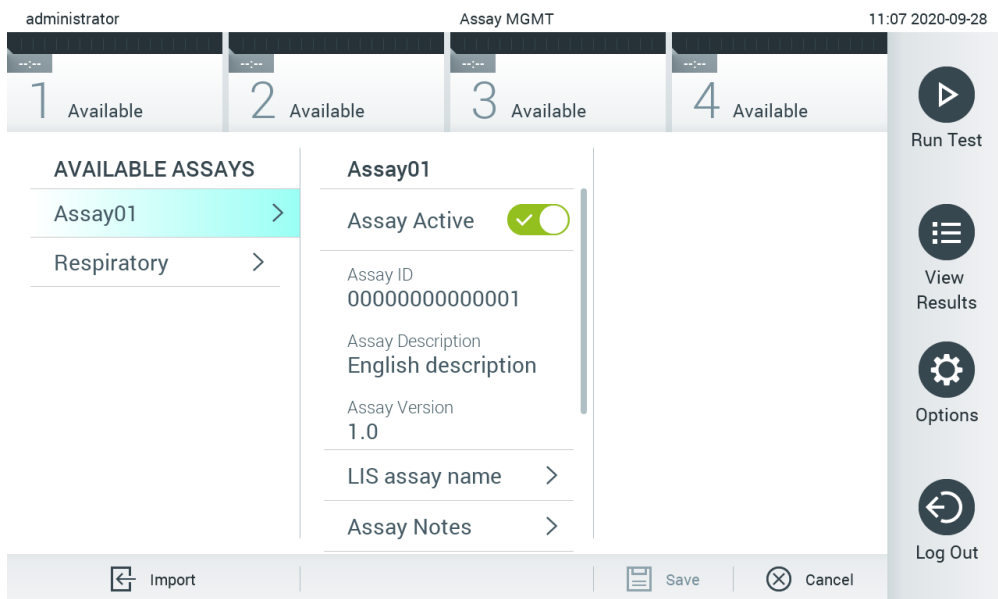 administrator
Assay MGMT
11:07 2020-09-28
--:--
--:--
--:--
--:--
1 Available
2 Available
3 Available
4 Available
AVAILABLE ASSAYS
Assay01
Respiratory
Assay01
Assay Active
Assay ID
00000000000001
Assay Description
English description
Assay Version
1.0
LIS assay name
Assay Notes
Run Test
View
Results
Options
Log Out
Import
Save
Cancel